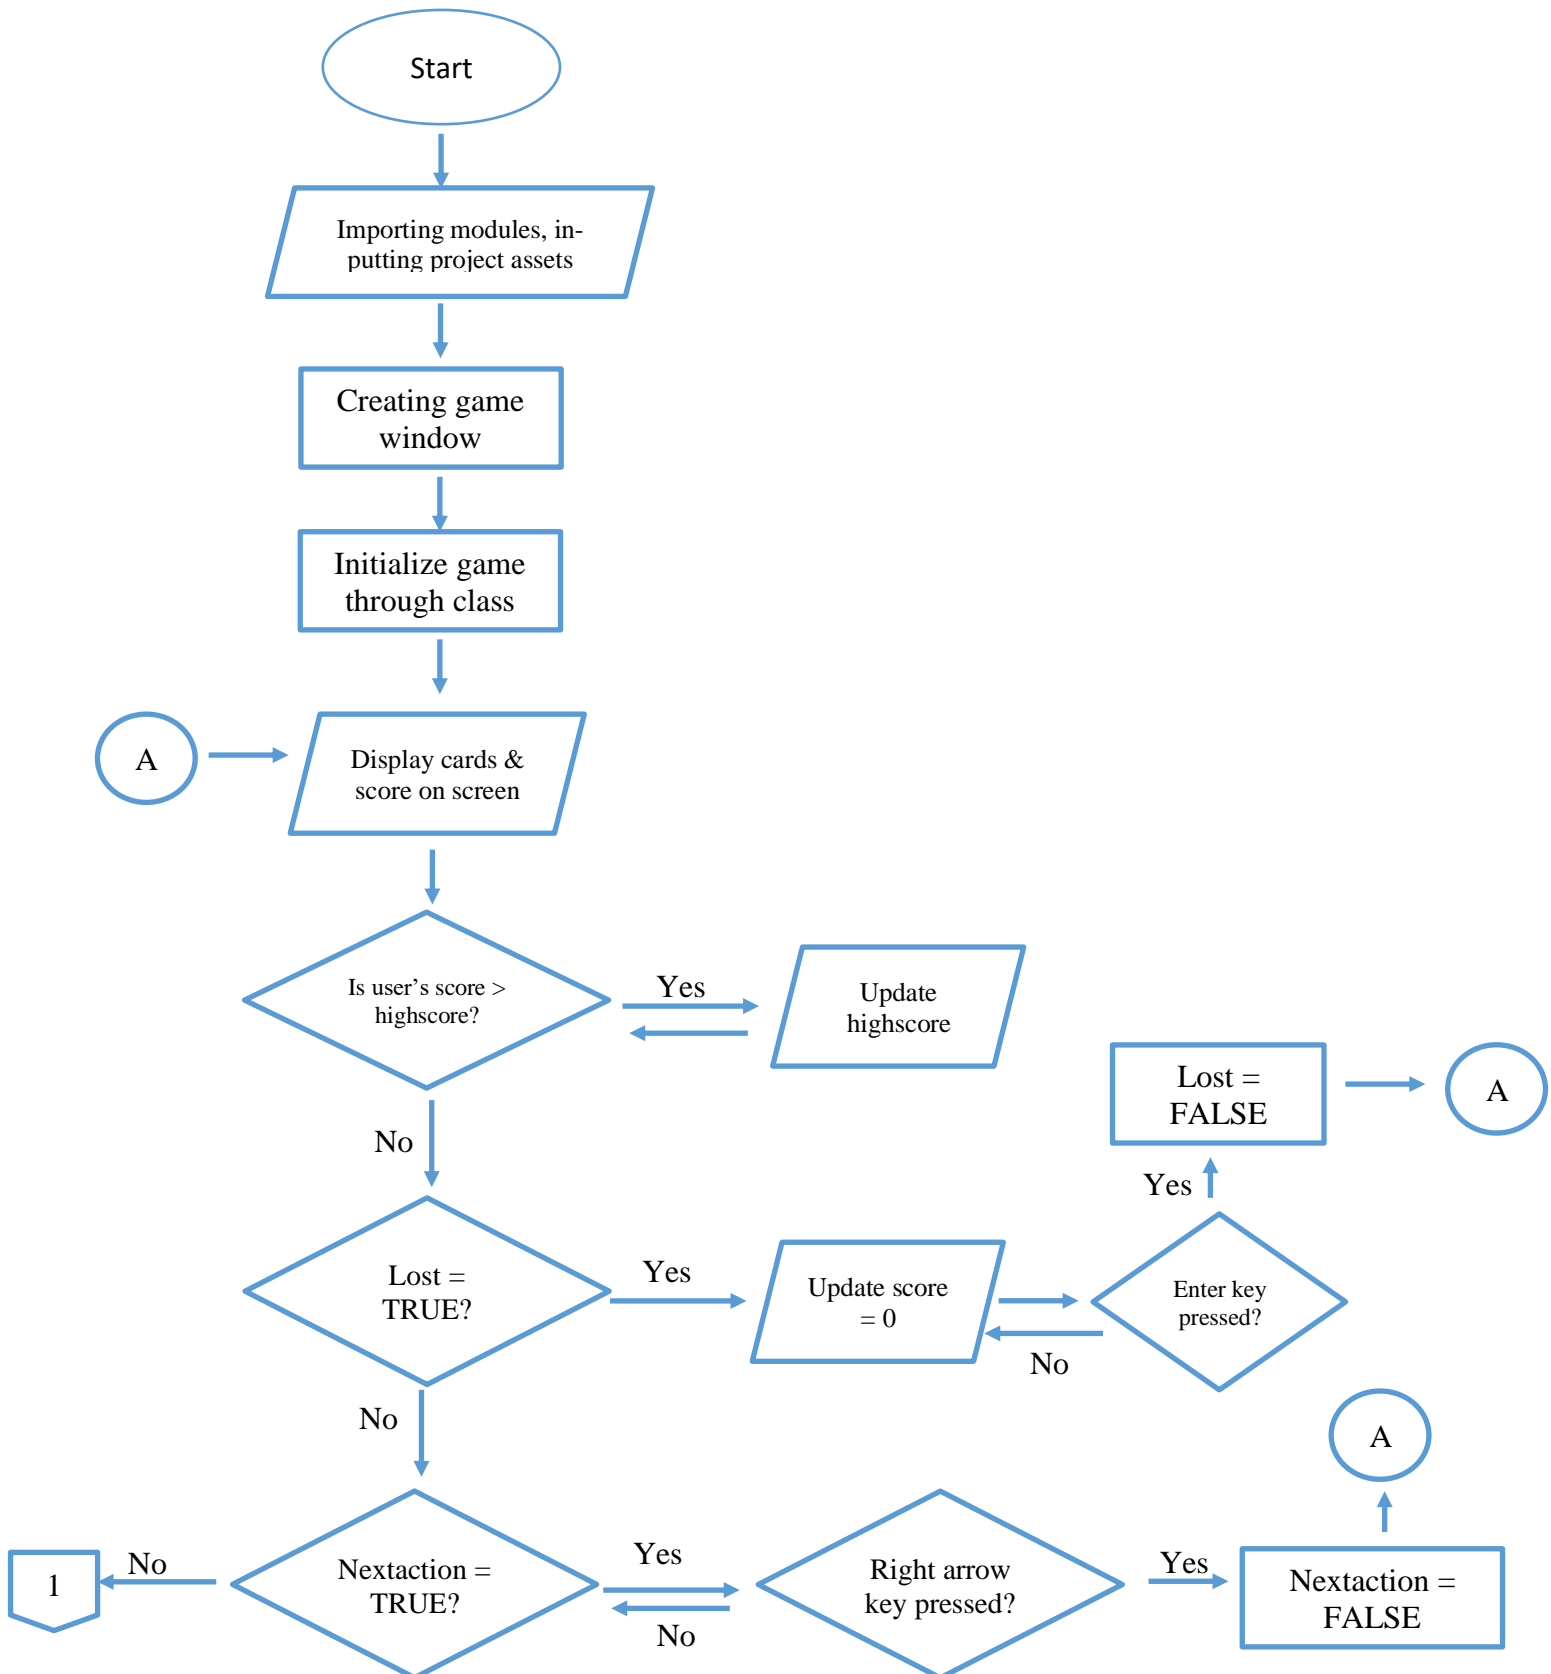 Start
Importing modules, in-
putting project assets
Creating game
window
Initialize game
through class
A
Display cards &
score on screen
Is user’s score >
highscore?
Yes
Update
highscore
No
Lost =
FALSE
A
Yes
Lost =
TRUE?
Yes
Update score
= 0
Enter key
pressed?
No
No
A
1
No
Nextaction =
TRUE?
Yes
No
Right arrow
key pressed?
Yes
Nextaction =
FALSE